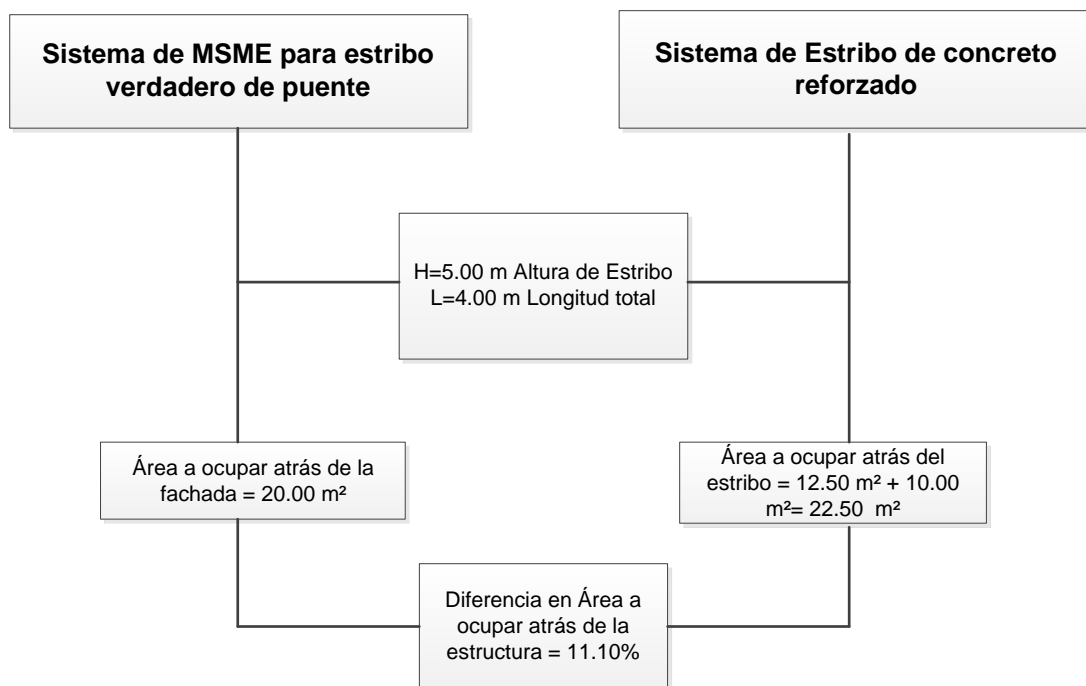 Sistema de MSME para estribo
verdadero de puente
Sistema de Estribo de concreto
reforzado
H=5.00 m Altura de Estribo
L=4.00 m Longitud total
Área a ocupar atrás de la
fachada = 20.00 m²
Área a ocupar atrás del
estribo = 12.50 m² + 10.00
m²= 22.50 m²
Diferencia en Área a
ocupar atrás de la
estructura = 11.10%